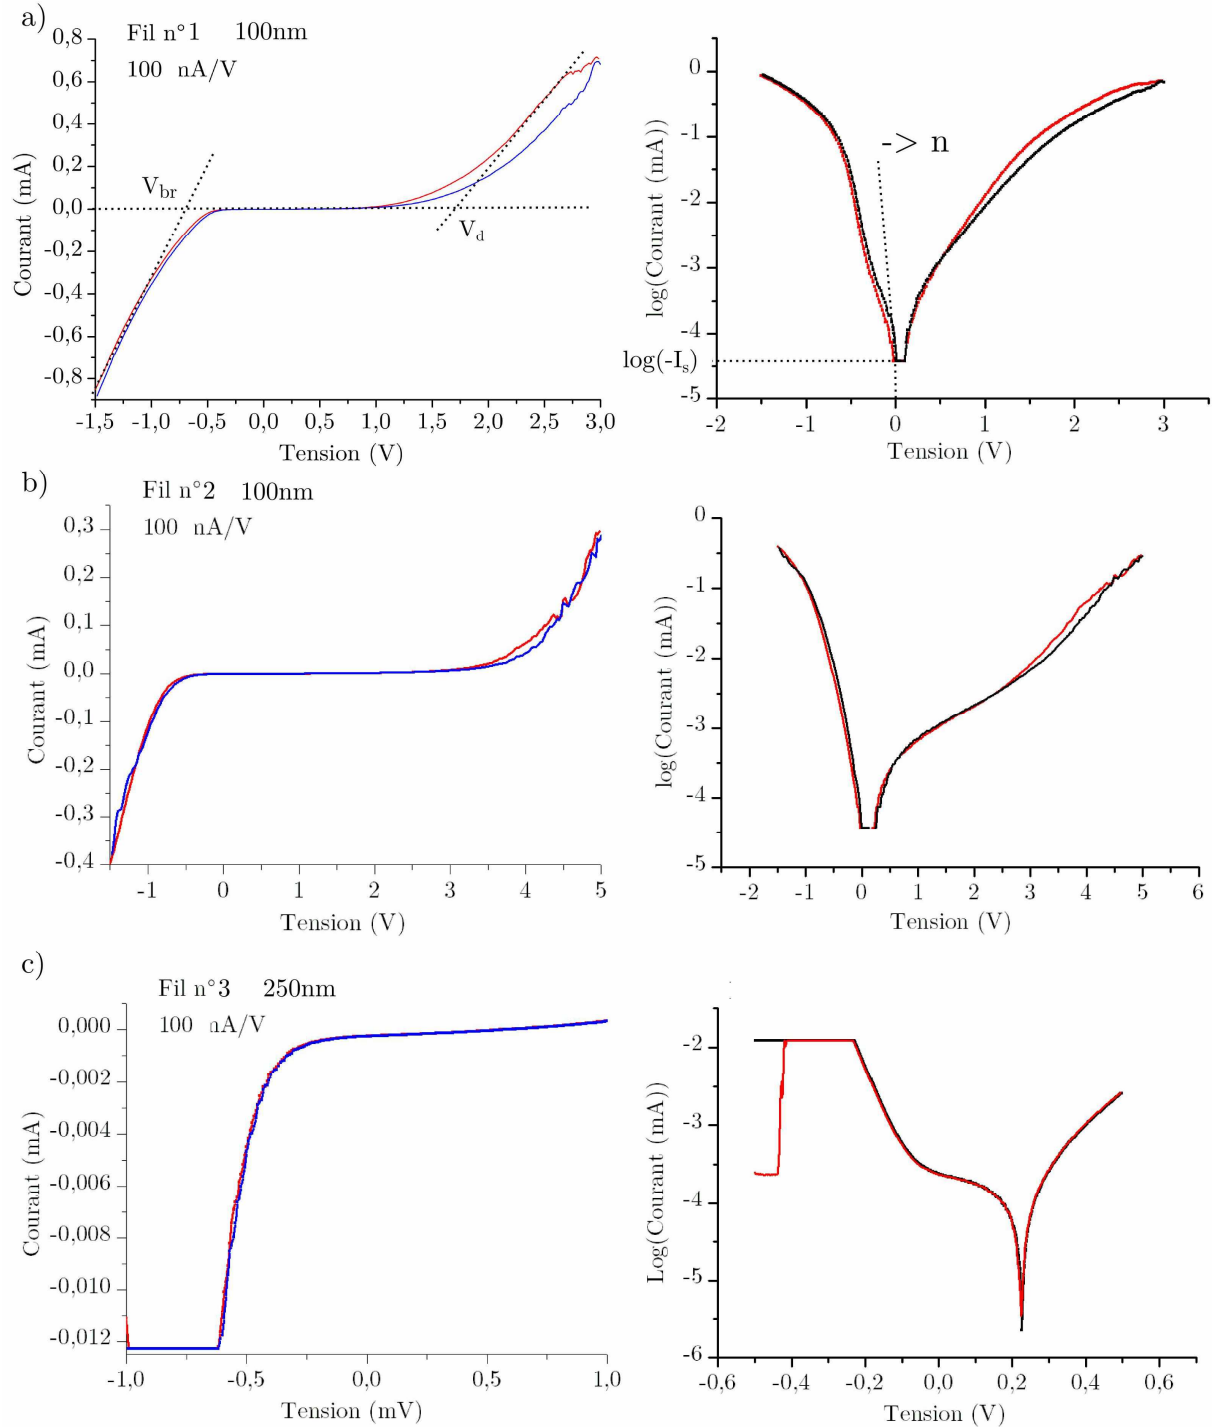 a)
Fil n°1 100nm
100 nA/V
Courant (mA)
0,8
0,6
0,4
0,2
0,0
-0,2
-0,4
-0,6
-0,8
V_br
V_d
-1,5 -1,0 -0,5 0,0 0,5 1,0 1,5 2,0 2,5 3,0
Tension (V)
log(Courant (mA))
0
-1
-2
-3
-4
-5
-> n
log(-I_s)
-2 -1 0 1 2 3
Tension (V)
b)
Fil n°2 100nm
100 nA/V
Courant (mA)
0,3
0,2
0,1
0,0
-0,1
-0,2
-0,3
-0,4
-1 0 1 2 3 4 5
Tension (V)
log(Courant (mA))
0
-1
-2
-3
-4
-5
-2 -1 0 1 2 3 4 5 6
Tension (V)
c)
Fil n°3 250nm
100 nA/V
Courant (mA)
0,000
-0,002
-0,004
-0,006
-0,008
-0,010
-0,012
-1,0 -0,5 0,0 0,5 1,0
Tension (mV)
Log(Courant (mA))
-2
-3
-4
-5
-6
-0,6 -0,4 -0,2 0,0 0,2 0,4 0,6
Tension (V)